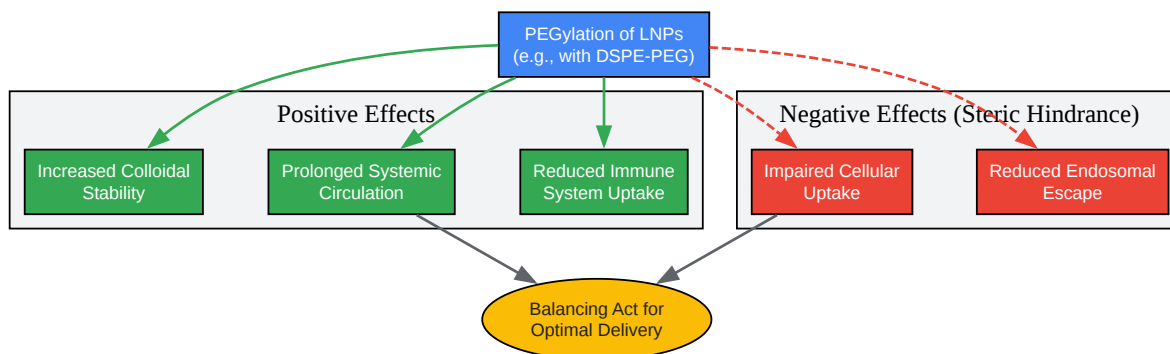 PEGylation of LNPs
(e.g., with DSPE-PEG)
Positive Effects
Negative Effects (Steric Hindrance)
Increased Colloidal
Stability
Prolonged Systemic
Circulation
Reduced Immune
System Uptake
Impaired Cellular
Uptake
Reduced Endosomal
Escape
Balancing Act for
Optimal Delivery